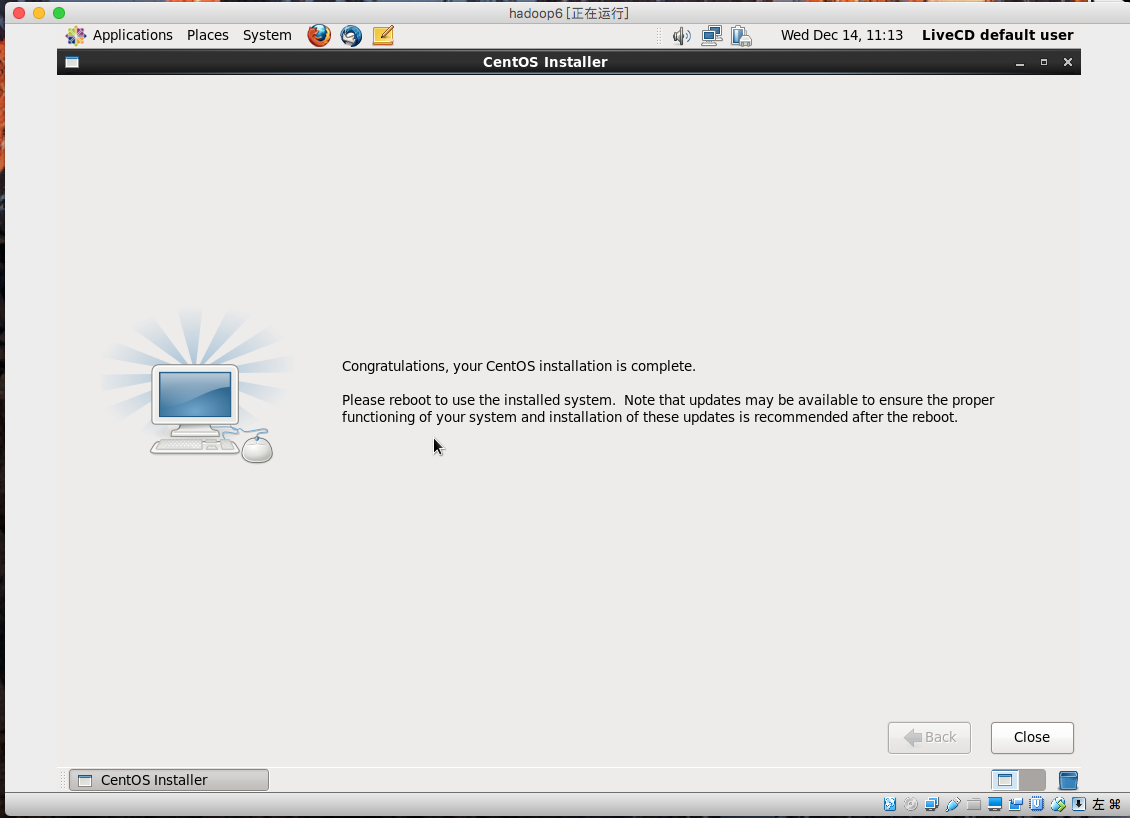 hadoop6 [正在运行]
Applications Places System Wed Dec 14, 11:13 LiveCD default user
CentOS Installer
Congratulations, your CentOS installation is complete.
Please reboot to use the installed system.  Note that updates may be available to ensure the proper
functioning of your system and installation of these updates is recommended after the reboot.
Back Close
CentOS Installer
左 ⌘